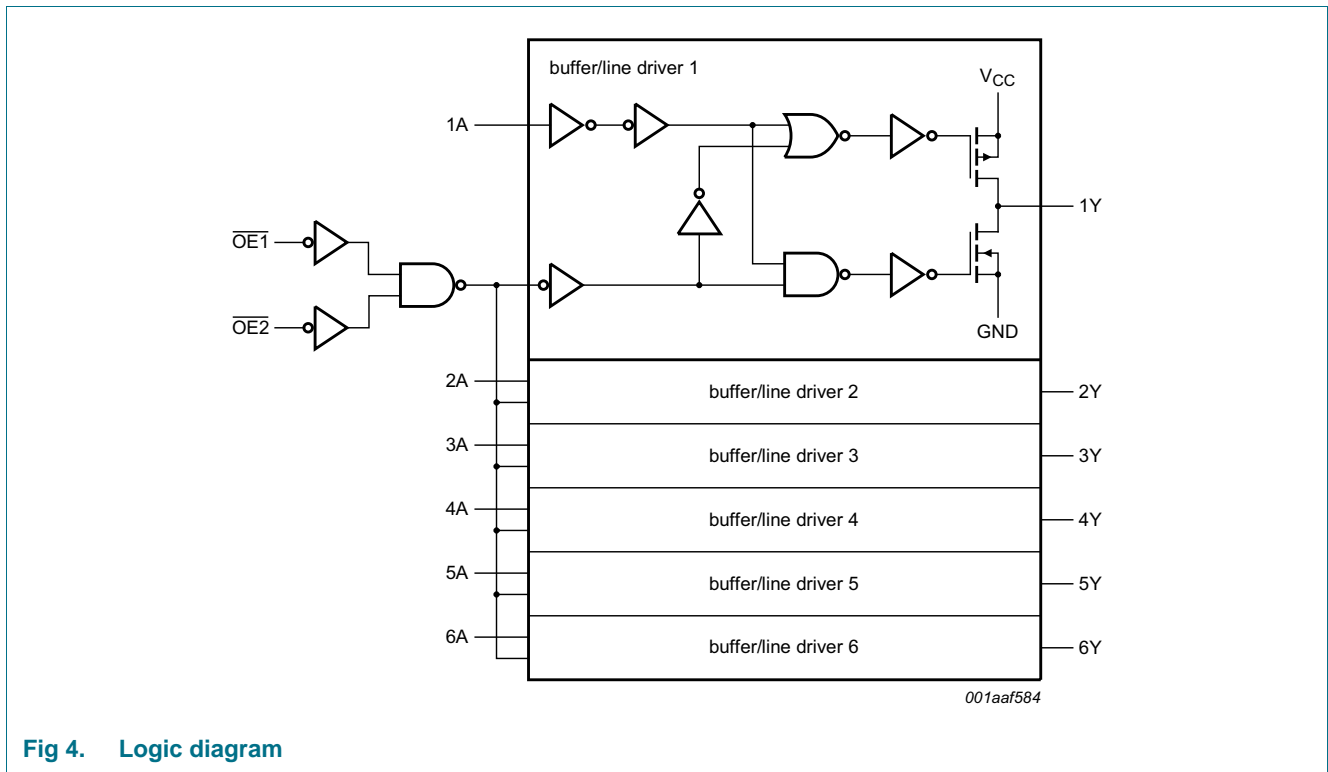 buffer/line driver 1
VCC
1A
1Y
OE1
OE2
GND
2A
buffer/line driver 2
2Y
3A
buffer/line driver 3
3Y
4A
buffer/line driver 4
4Y
5A
buffer/line driver 5
5Y
6A
buffer/line driver 6
6Y
001aaf584
Fig 4. Logic diagram